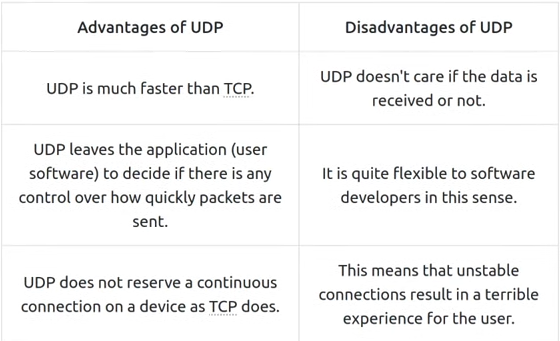 Advantages of UDP
Disadvantages of UDP
UDP is much faster than TCP.
UDP doesn't care if the data is
received or not.
UDP leaves the application (user
software) to decide if there is any
control over how quickly packets are
sent.
It is quite flexible to software
developers in this sense.
UDP does not reserve a continuous
connection on a device as TCP does.
This means that unstable
connections result in a terrible
experience for the user.